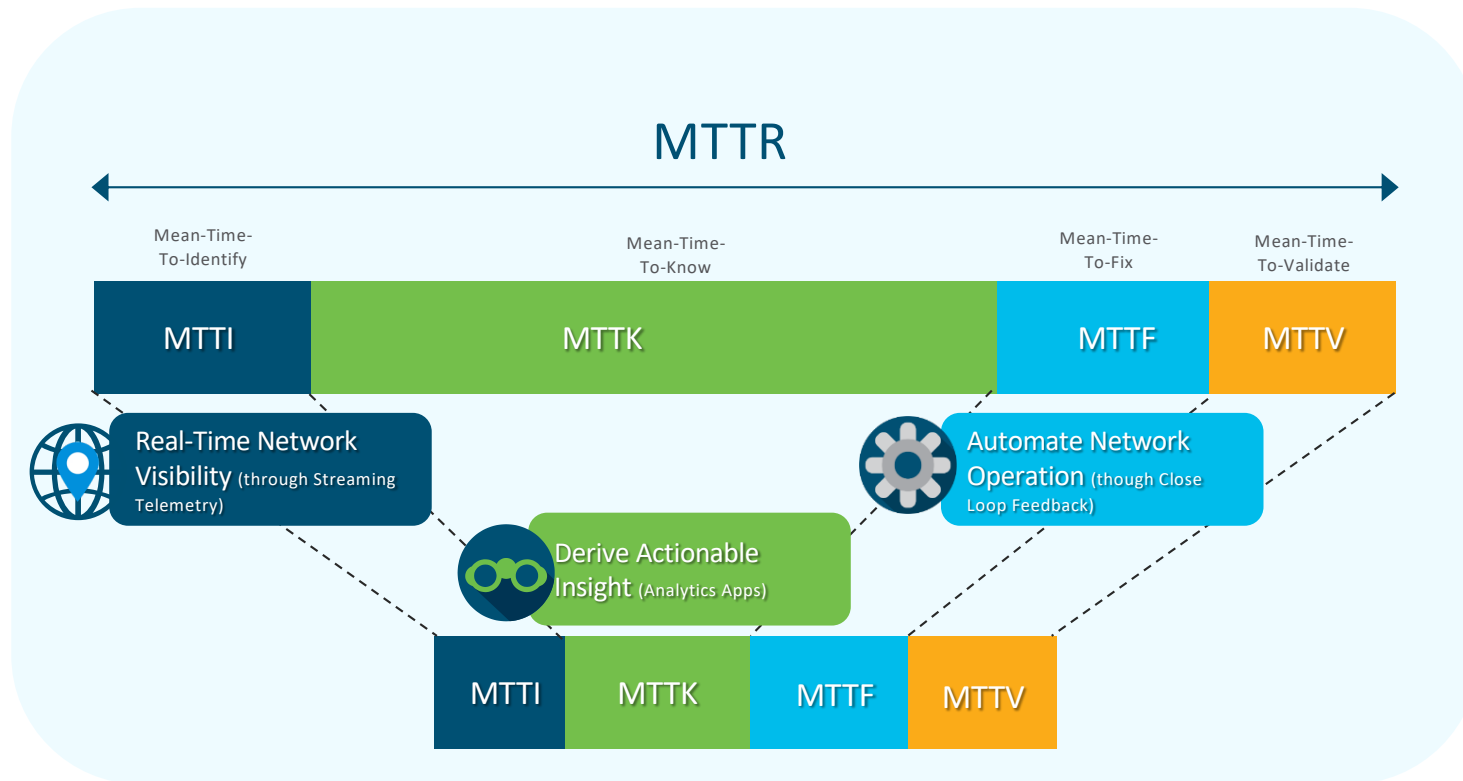 MTTR
Mean-Time-
To-Identify
Mean-Time-
To-Know
Mean-Time-
To-Fix
Mean-Time-
To-Validate
MTTI
MTTK
MTTF
MTTV
Real-Time Network
Visibility (through Streaming
Telemetry)
Automate Network
Operation (though Close
Loop Feedback)
Derive Actionable
Insight (Analytics Apps)
MTTI
MTTK
MTTF
MTTV